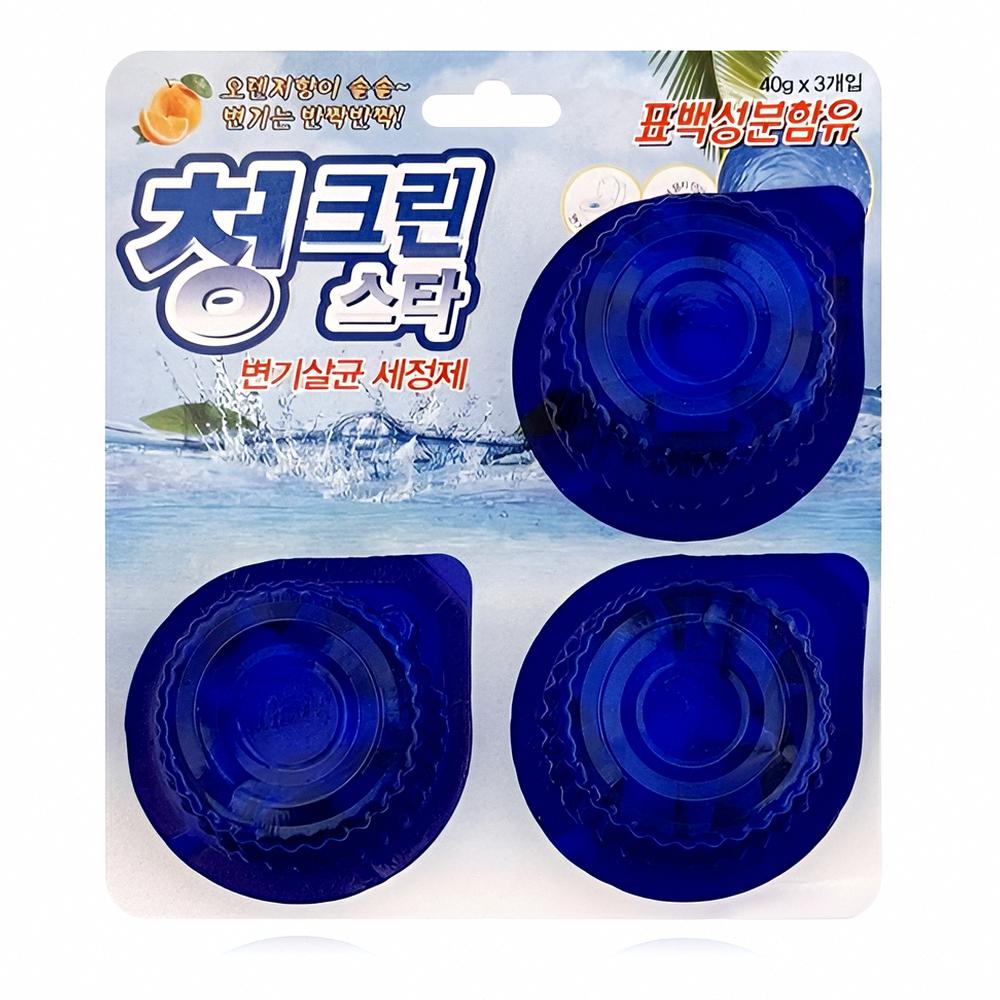 오렌지향이 솔솔~
변기는 반짝반짝!
40g x 3개입
표백성분함유
청크린
스타
변기살균 세정제